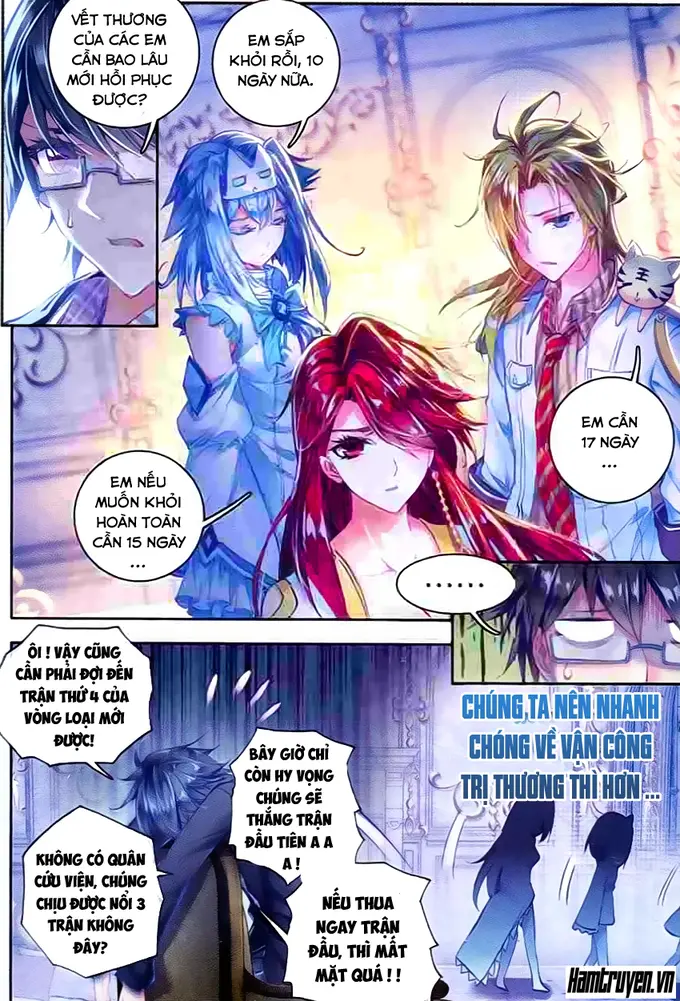 VẾT THƯƠNG
CỦA CÁC EM
CẦN BAO LÂU
MỚI HỒI PHỤC
ĐƯỢC?
EM SẮP
KHỎI RỒI, 10
NGÀY NỮA.
EM CẦN
17 NGÀY
...
EM NẾU
MUỐN KHỎI
HOÀN TOÀN
CẦN 15 NGÀY
...
......
ÔI! VẬY CŨNG
CẦN PHẢI ĐỢI ĐẾN
TRẬN THỨ 4 CỦA
VÒNG LOẠI MỚI
ĐƯỢC!
CHÚNG TA NÊN NHANH
CHÓNG VỀ VẬN CÔNG
TRỊ THƯƠNG THÌ HƠN ...
BÂY GIỜ CHỈ
CÒN HY VỌNG
CHÚNG SẼ
THẮNG TRẬN
ĐẦU TIÊN A A
A!
KHÔNG CÓ QUÂN
CỨU VIỆN, CHÚNG
CHỊU ĐƯỢC NỔI 3
TRẬN KHÔNG
ĐÂY?
NẾU THUA
NGAY TRẬN
ĐẦU, THÌ MẤT
MẶT QUÁ!!
Hamtruyen.vn